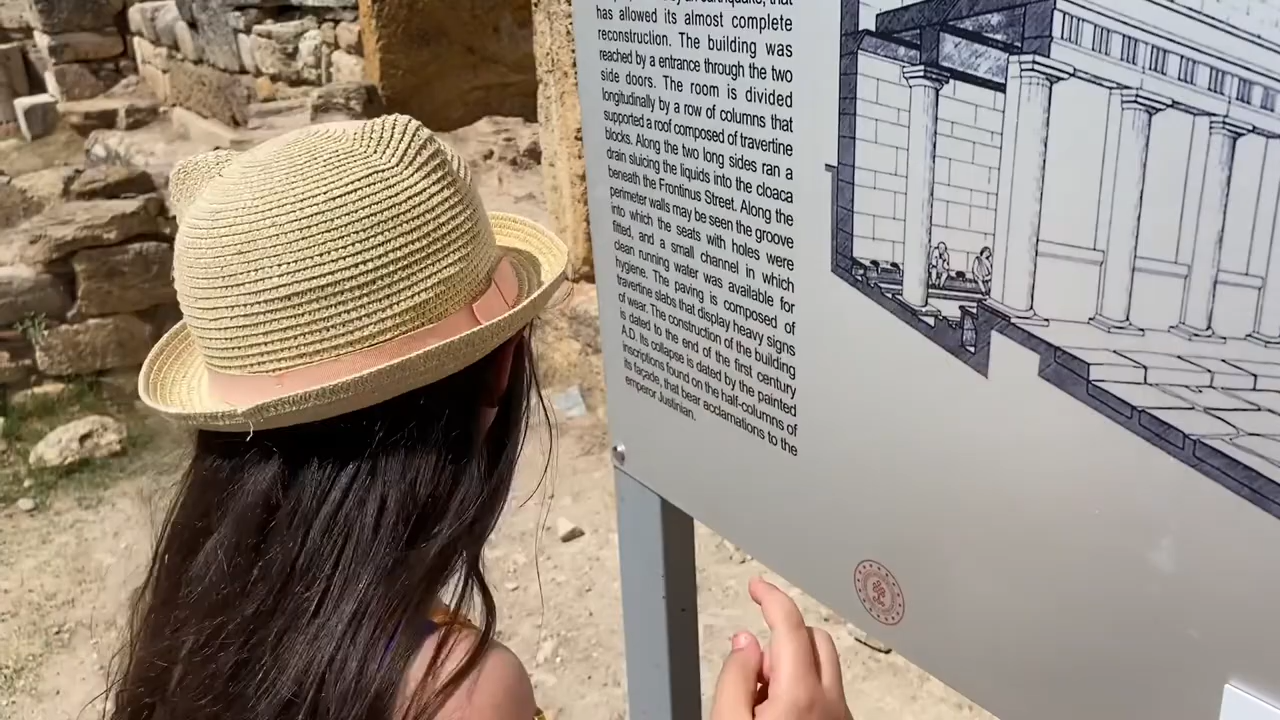 by an earthquake, that
has allowed its almost complete
reconstruction. The building was
reached by a entrance through the two
side doors. The room is divided
longitudinally by a row of columns that
supported a roof composed of travertine
blocks. Along the two long sides ran a
drain sluicing the liquids into the cloaca
beneath the Frontinus Street. Along the
perimeter walls may be seen the groove
into which the seats with holes were
fitted, and a small channel in which
clean running water was available for
hygiene. The paving is composed of
travertine slabs that display heavy signs
of wear. The construction of the building
is dated to the end of the first century
A.D. Its collapse is dated by the painted
inscriptions found on the half-columns of
its façade, that bear acclamations to the
emperor Justinian.